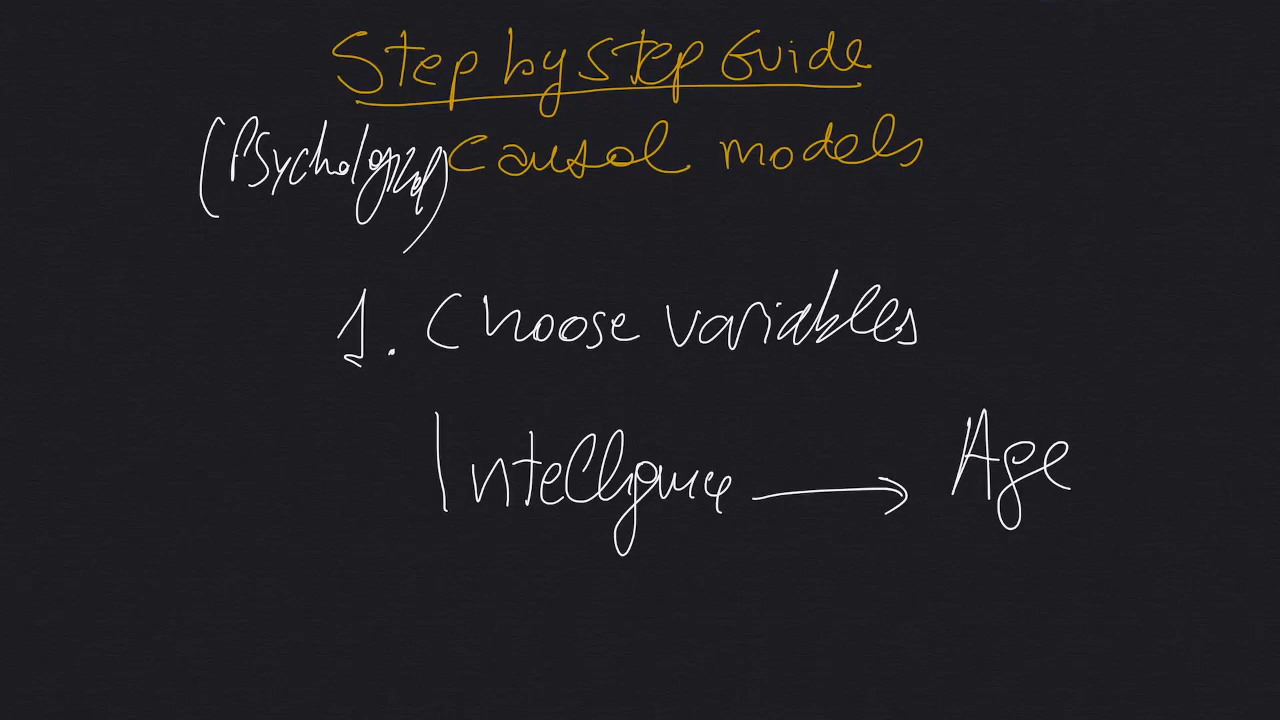 Step by Step Guide
(Psychological) causal models
1. Choose variables
Intelligence → Age